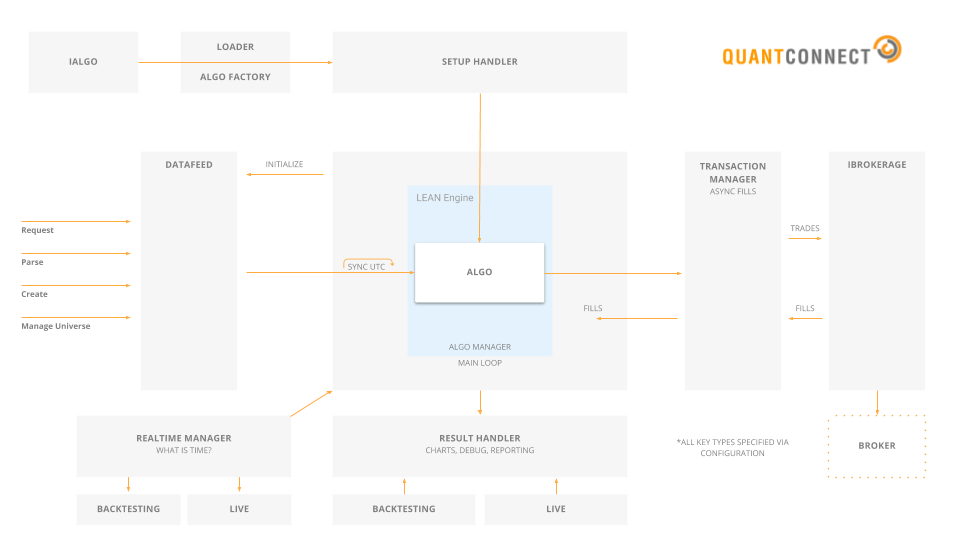 IALGO
LOADER
ALGO FACTORY
SETUP HANDLER
QUANTCONNECT
DATAFEED
INITIALIZE
LEAN Engine
TRANSACTION
MANAGER
ASYNC FILLS
IBROKERAGE
Request
Parse
Create
Manage Universe
SYNC UTC
ALGO
TRADES
FILLS
FILLS
ALGO MANAGER
MAIN LOOP
REALTIME MANAGER
WHAT IS TIME?
RESULT HANDLER
CHARTS, DEBUG, REPORTING
*ALL KEY TYPES SPECIFIED VIA
CONFIGURATION
BROKER
BACKTESTING
LIVE
BACKTESTING
LIVE